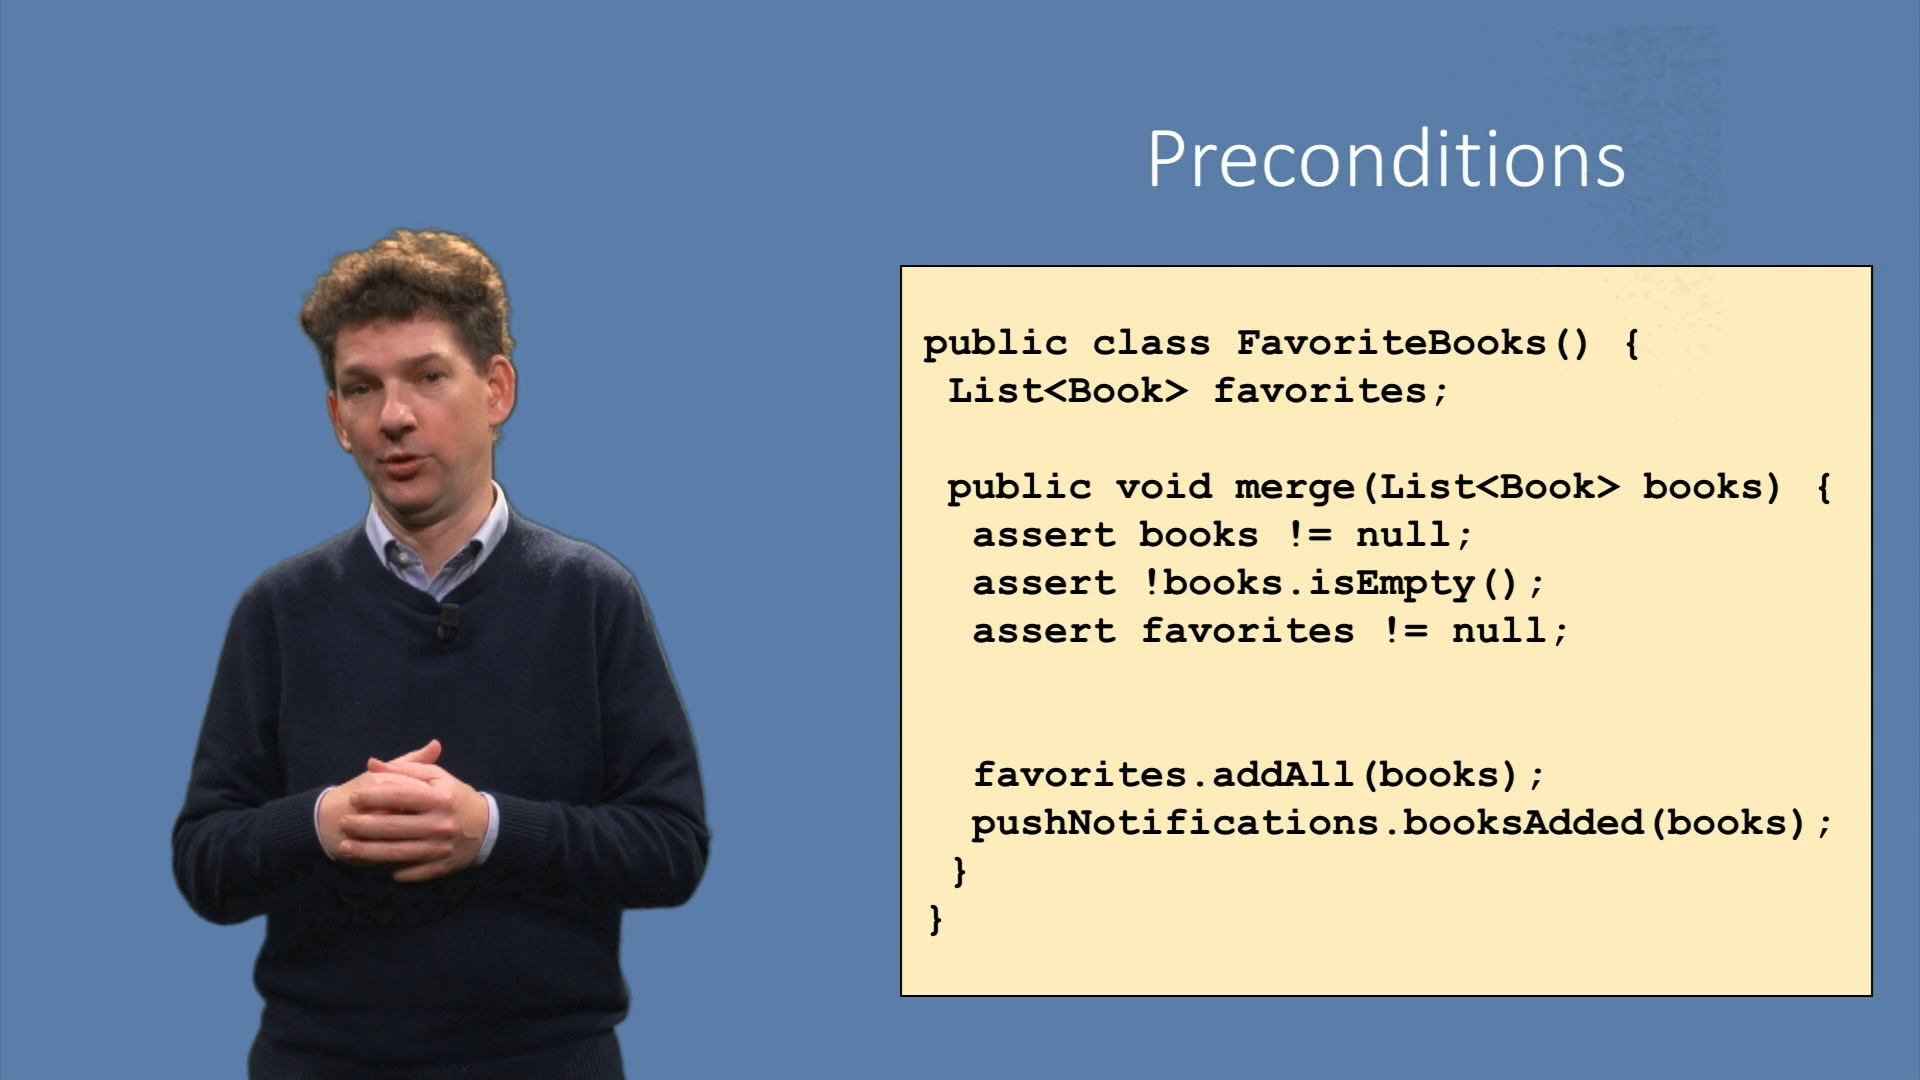 Preconditions
public class FavoriteBooks() {
List<Book> favorites;
public void merge(List<Book> books) {
assert books != null;
assert !books.isEmpty();
assert favorites != null;
favorites.addAll(books);
pushNotifications.booksAdded(books);
}
}